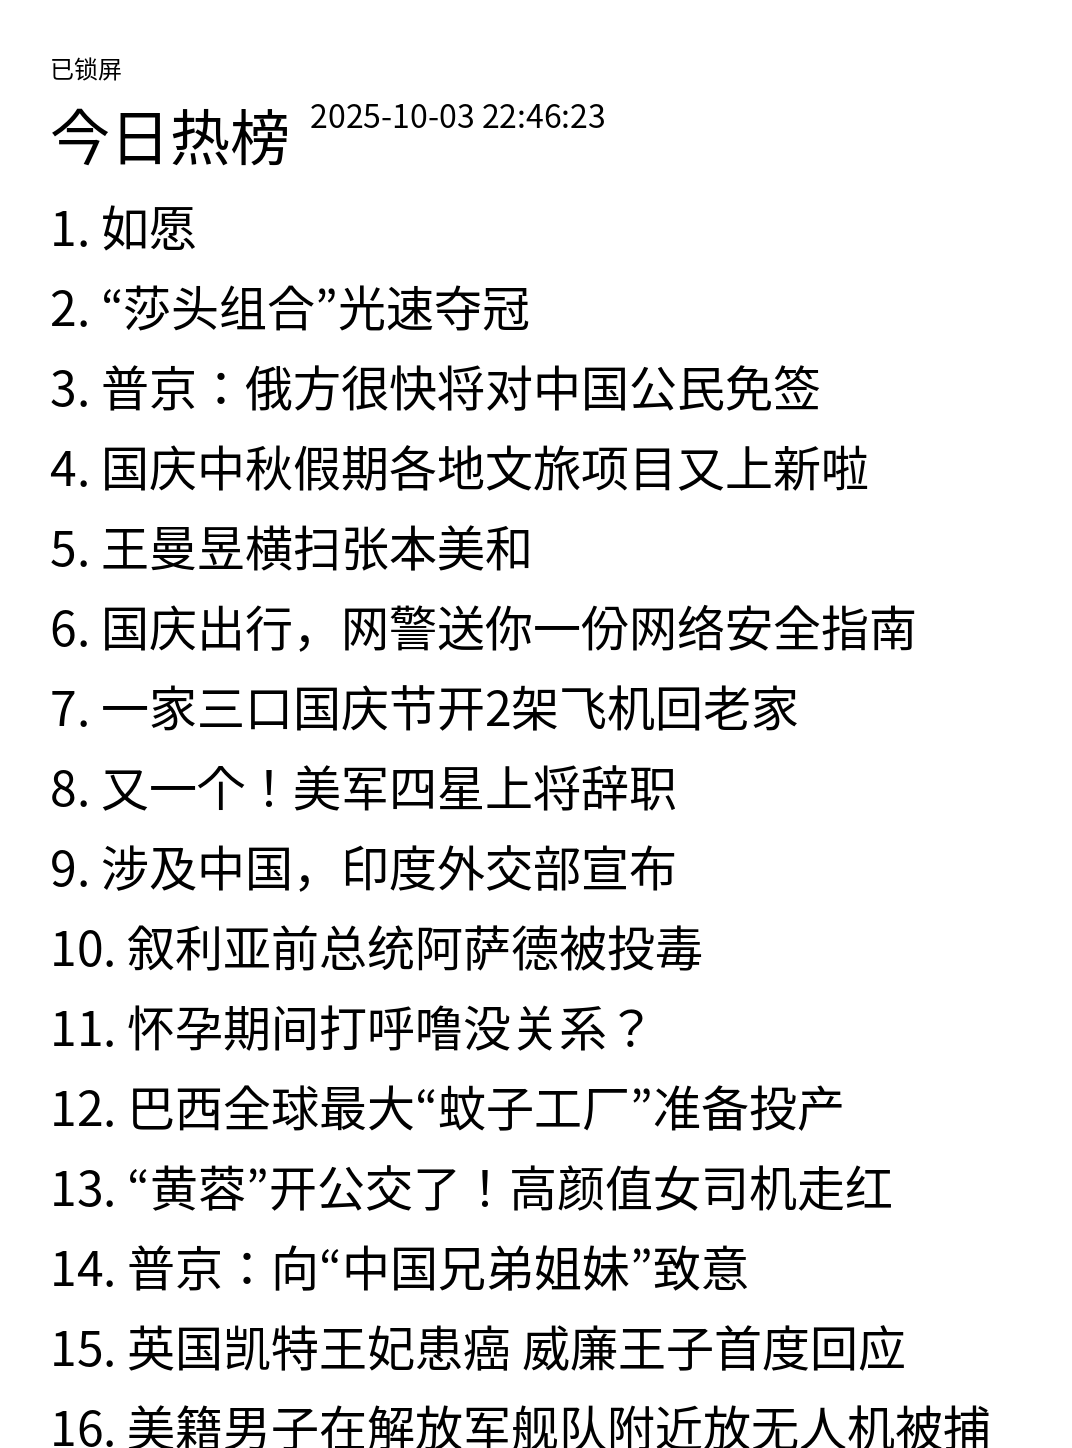 已锁屏
今日热榜 2025-10-03 22:46:23
1. 如愿
2. “莎头组合”光速夺冠
3. 普京：俄方很快将对中国公民免签
4. 国庆中秋假期各地文旅项目又上新啦
5. 王曼昱横扫张本美和
6. 国庆出行，网警送你一份网络安全指南
7. 一家三口国庆节开2架飞机回老家
8. 又一个！美军四星上将辞职
9. 涉及中国，印度外交部宣布
10. 叙利亚前总统阿萨德被投毒
11. 怀孕期间打呼噜没关系？
12. 巴西全球最大“蚊子工厂”准备投产
13. “黄蓉”开公交了！高颜值女司机走红
14. 普京：向“中国兄弟姐妹”致意
15. 英国凯特王妃患癌 威廉王子首度回应
16. 美籍男子在解放军舰队附近放无人机被捕